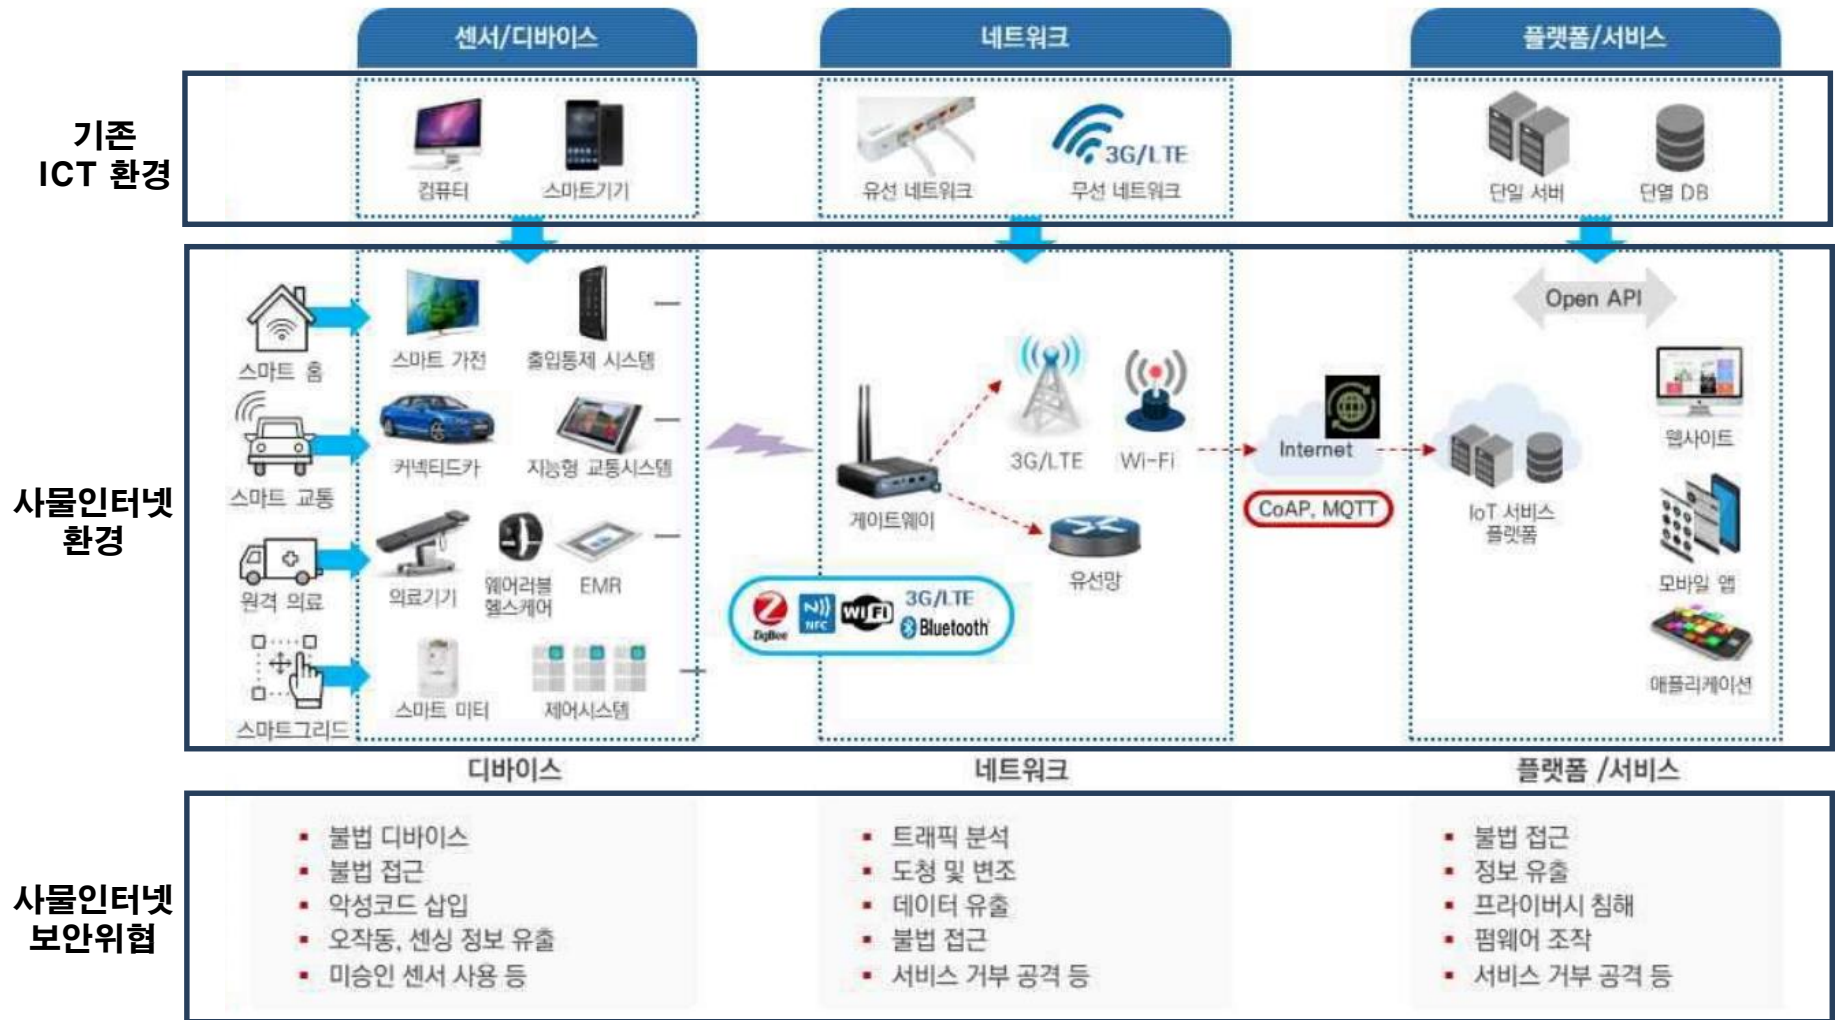 센서/디바이스
네트워크
플랫폼/서비스
기존
ICT 환경
컴퓨터
스마트기기
유선 네트워크
3G/LTE
무선 네트워크
단일 서버
단열 DB
사물인터넷
환경
스마트 홈
스마트 가전
출입통제 시스템
스마트 교통
커넥티드카
지능형 교통시스템
원격 의료
의료기기
웨어러블
헬스케어
EMR
스마트그리드
스마트 미터
제어시스템
게이트웨이
3G/LTE
Wi-Fi
유선망
ZigBee
NFC
WiFi
3G/LTE
Bluetooth
Internet
CoAP, MQTT
Open API
IoT 서비스
플랫폼
웹사이트
모바일 앱
애플리케이션
디바이스
네트워크
플랫폼 /서비스
사물인터넷
보안위협
▪ 불법 디바이스
▪ 불법 접근
▪ 악성코드 삽입
▪ 오작동, 센싱 정보 유출
▪ 미승인 센서 사용 등
▪ 트래픽 분석
▪ 도청 및 변조
▪ 데이터 유출
▪ 불법 접근
▪ 서비스 거부 공격 등
▪ 불법 접근
▪ 정보 유출
▪ 프라이버시 침해
▪ 펌웨어 조작
▪ 서비스 거부 공격 등